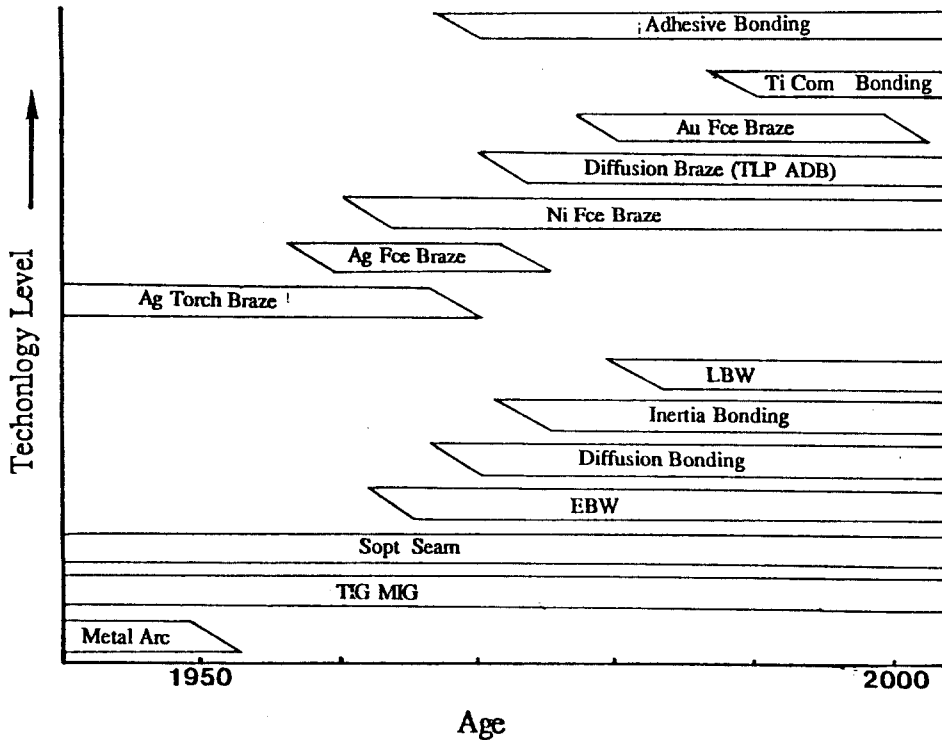 Adhesive Bonding
Ti Com Bonding
Au Fce Braze
Diffusion Braze (TLP ADB)
Ni Fce Braze
Ag Fce Braze
Ag Torch Braze
LBW
Inertia Bonding
Diffusion Bonding
EBW
Sopt Seam
TIG MIG
Metal Arc
Techonlogy Level
1950
2000
Age